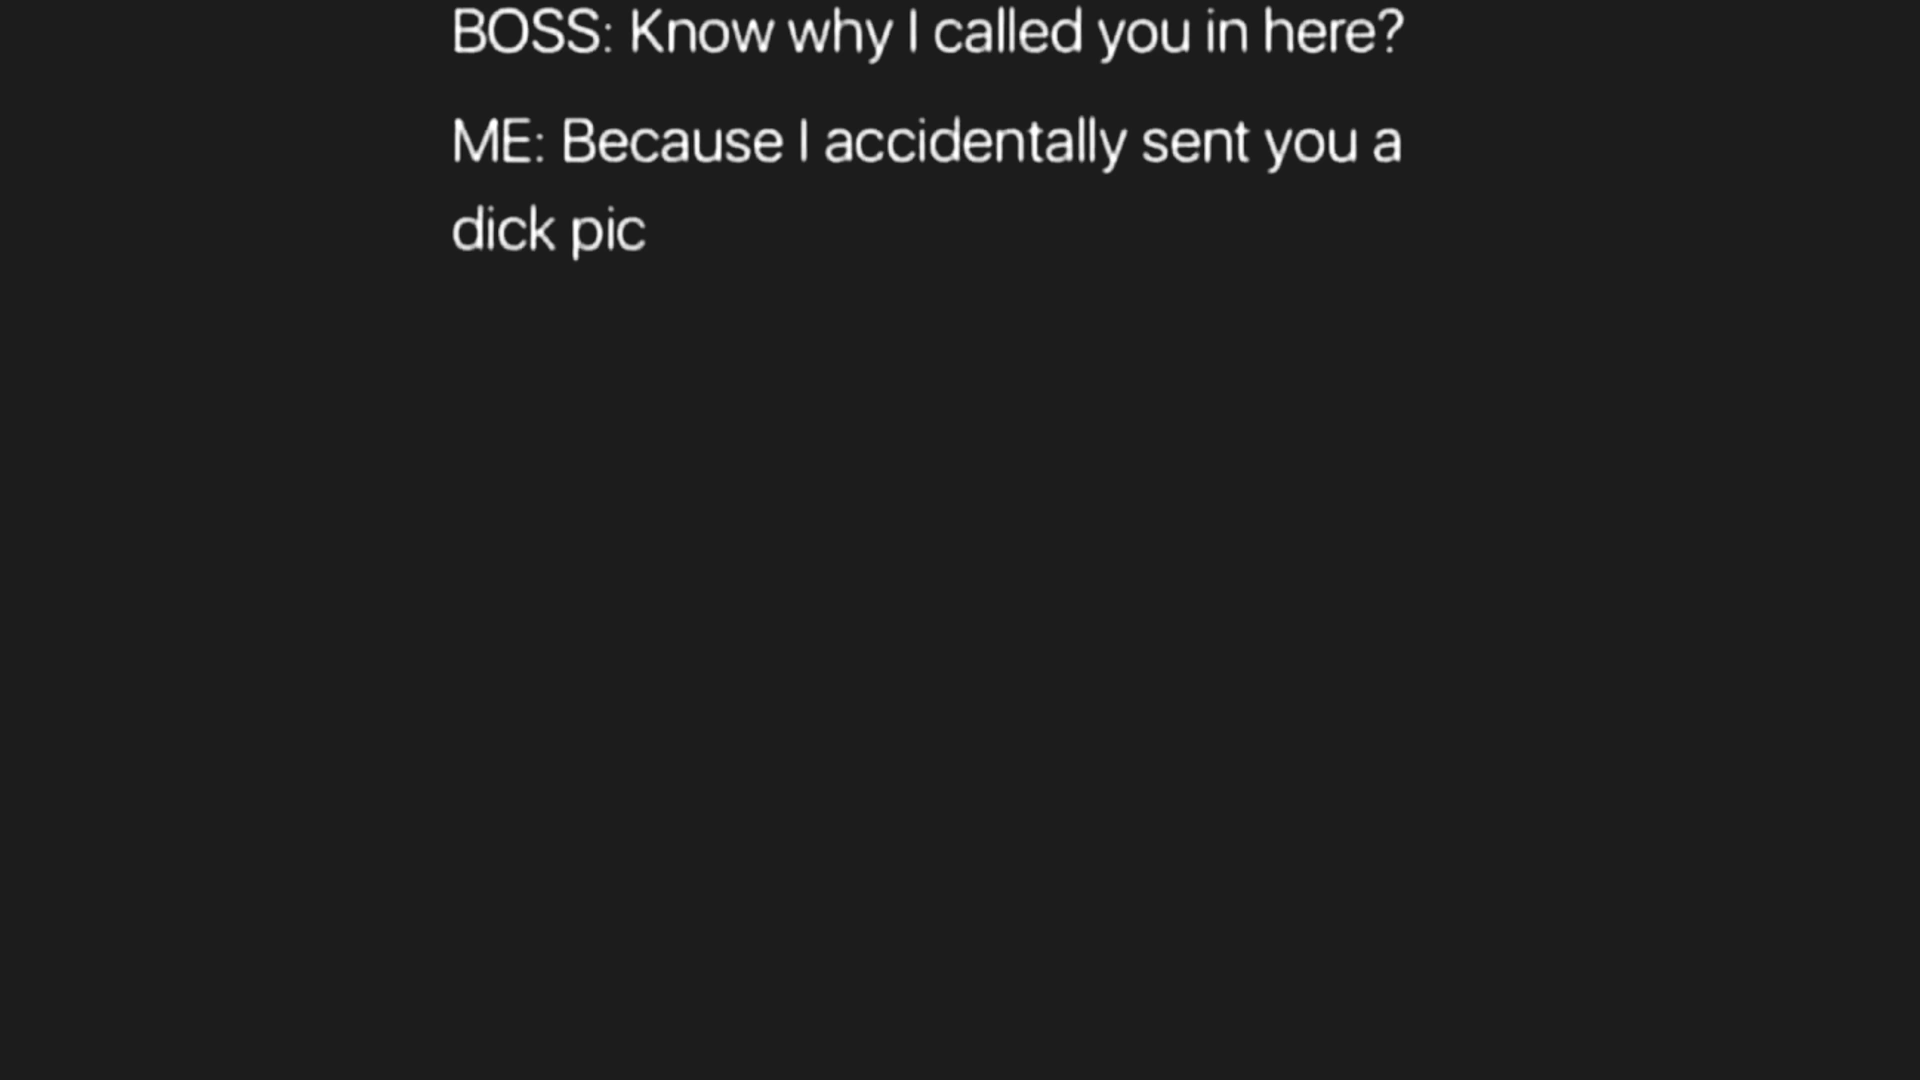 BOSS: Know why I called you in here?
ME: Because I accidentally sent you a
dick pic